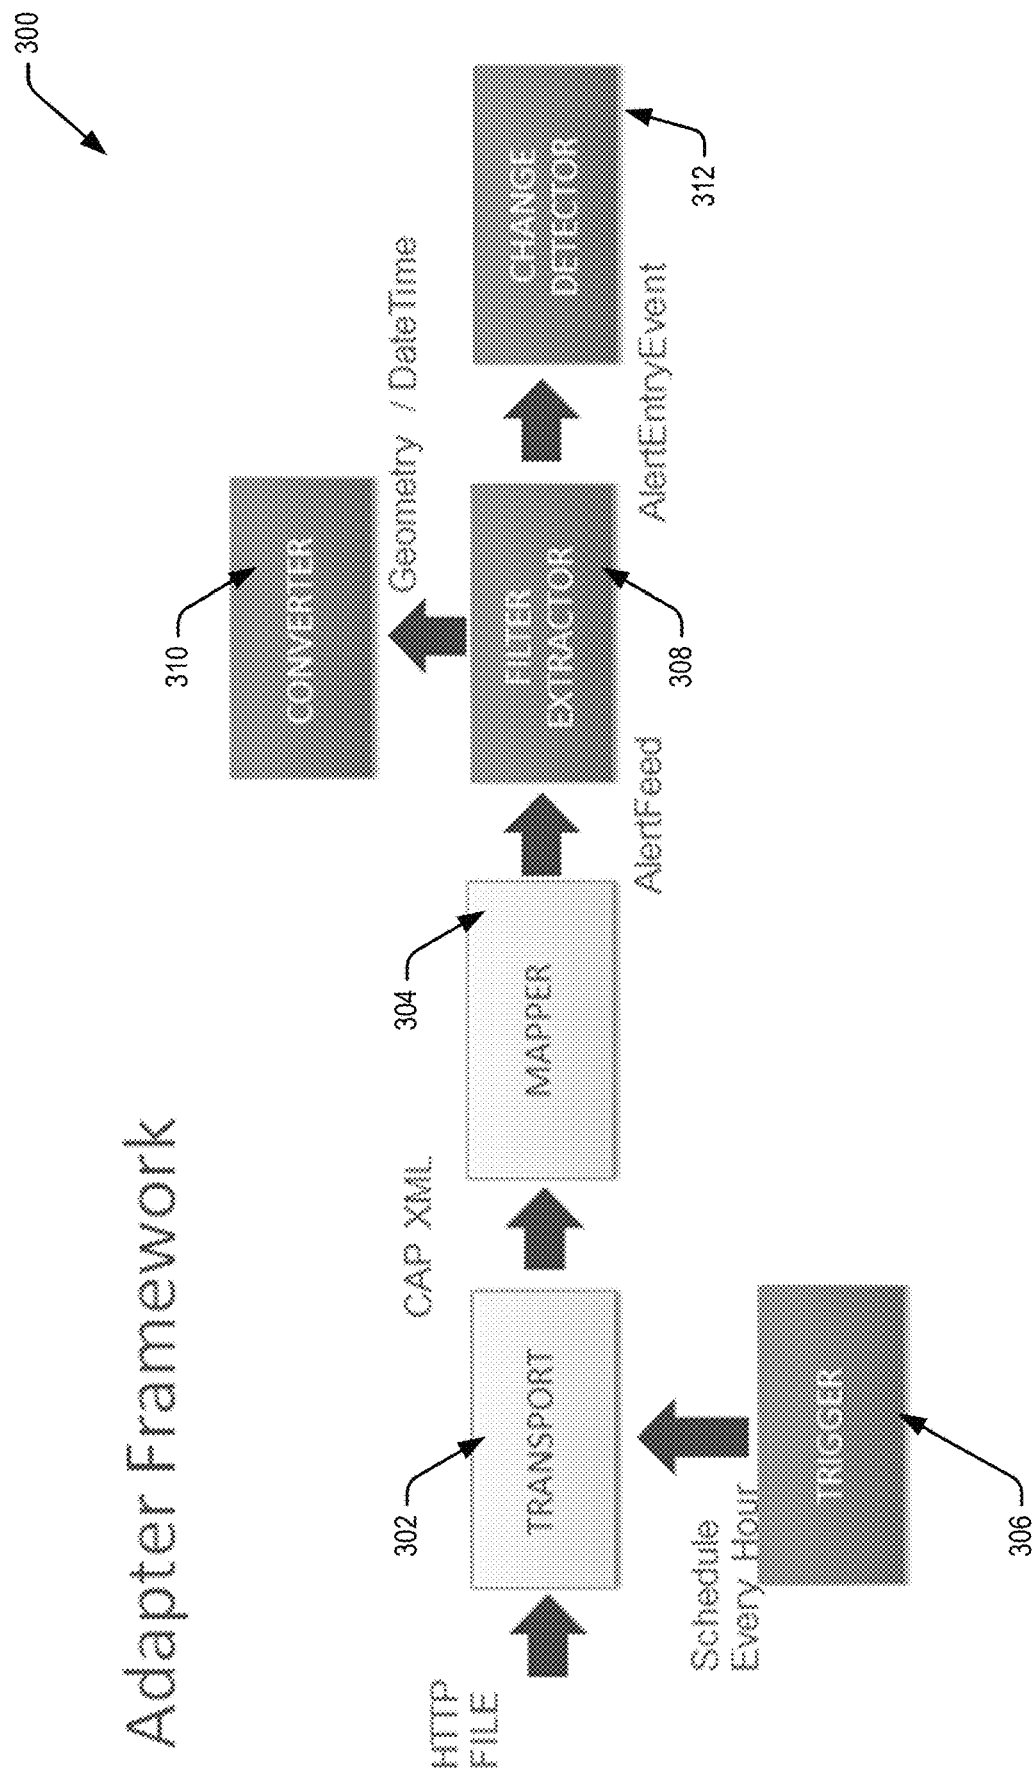 Adapter Framework
300
310
CONVERTER
Geometry / DateTime
304
CAP XML
302
HTTP
FILE
TRANSPORT
MAPPER
FILTER
EXTRACTOR
CHANGE
DETECTOR
AlertFeed
308
AlertEntryEvent
312
Schedule
Every Hour
TRIGGER
306